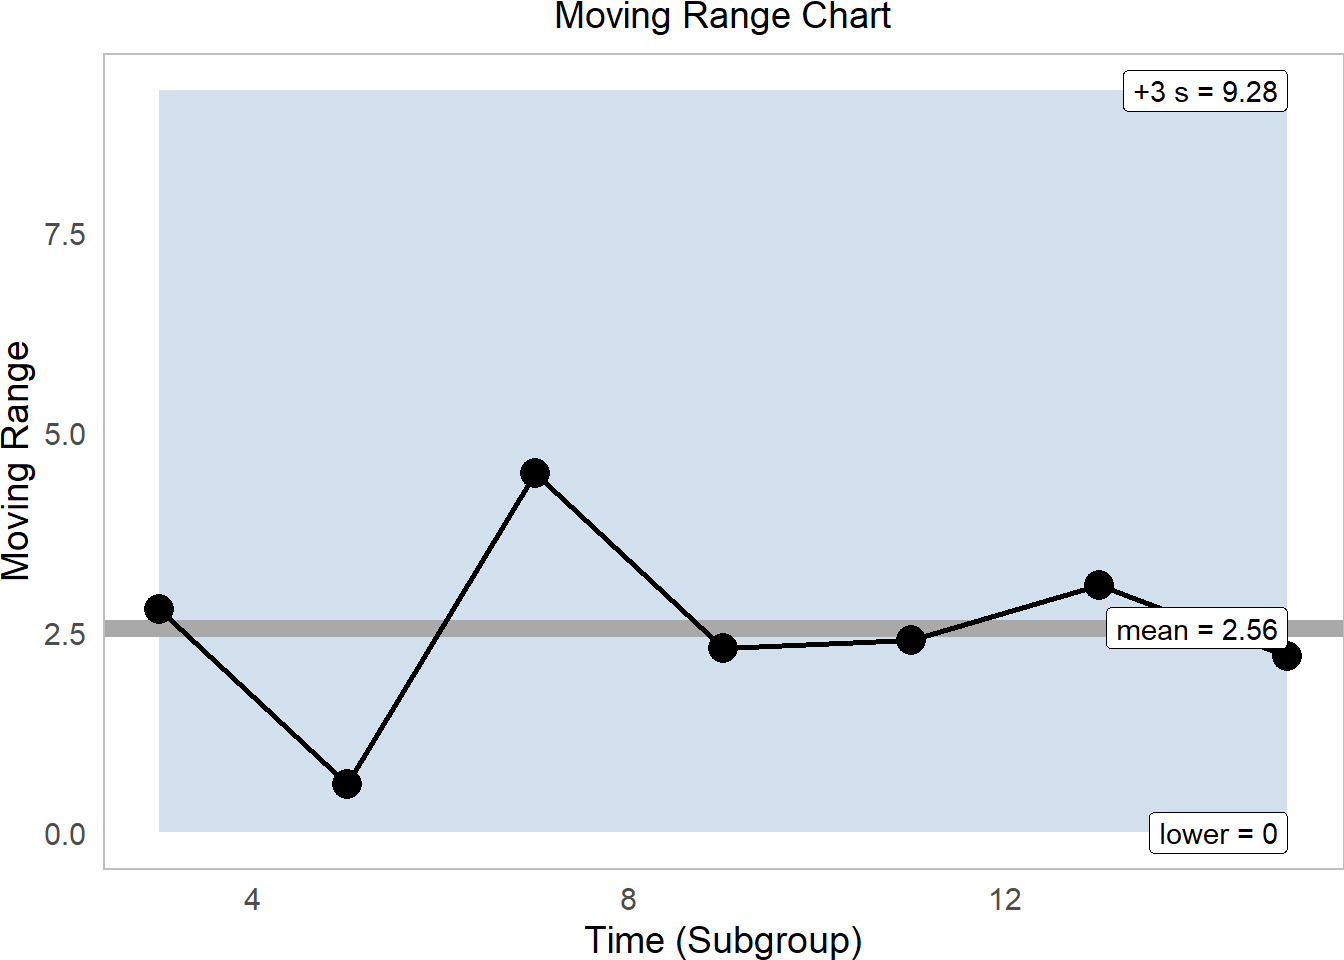 Moving Range Chart
+3 s = 9.28
7.5
5.0
Moving Range
mean = 2.56
2.5
lower = 0
0.0
4
8
12
Time (Subgroup)